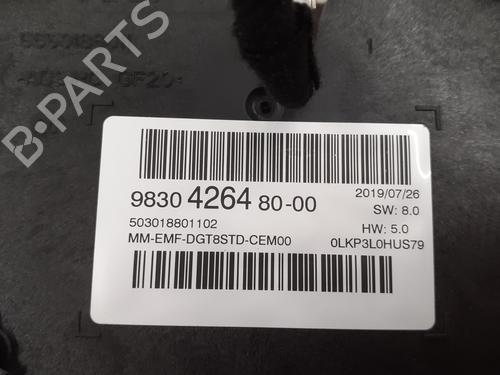 B-PARTS
9830 4264 80-00
2019/07/26
SW: 8.0
503018801102
HW: 5.0
MM-EMF-DGT8STD-CEM00
0LKP3L0HUS79